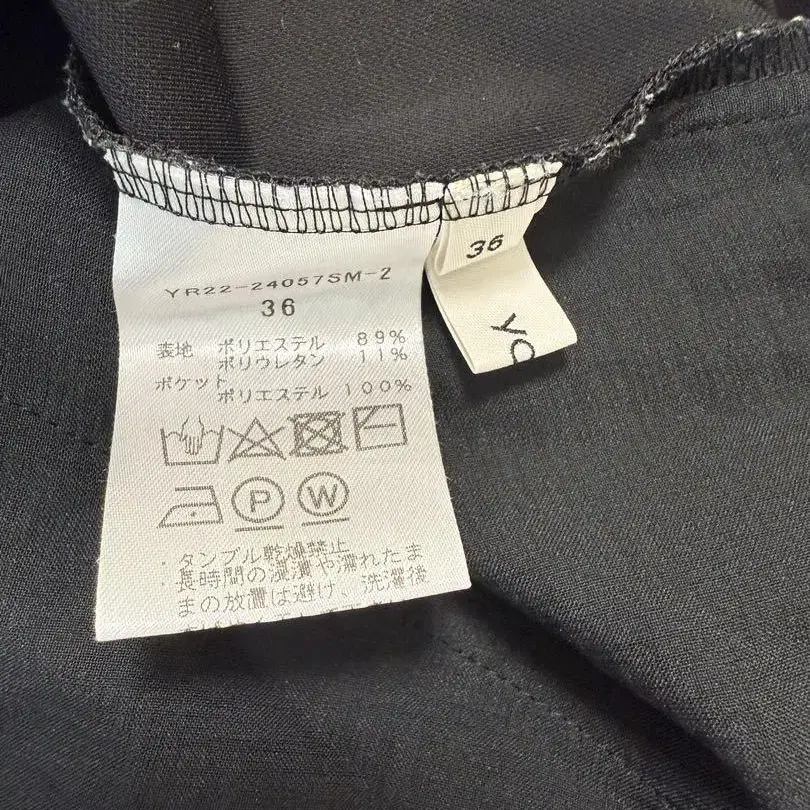 YR22-24057SM-2
36
表地 ポリエステル 89%
ポリウレタン 11%
ポケット
ポリエステル 100%
P W
・タンブル乾燥禁止
・長時間の浸漬や濡れたま
まの放置は避け、洗濯後
36
YO